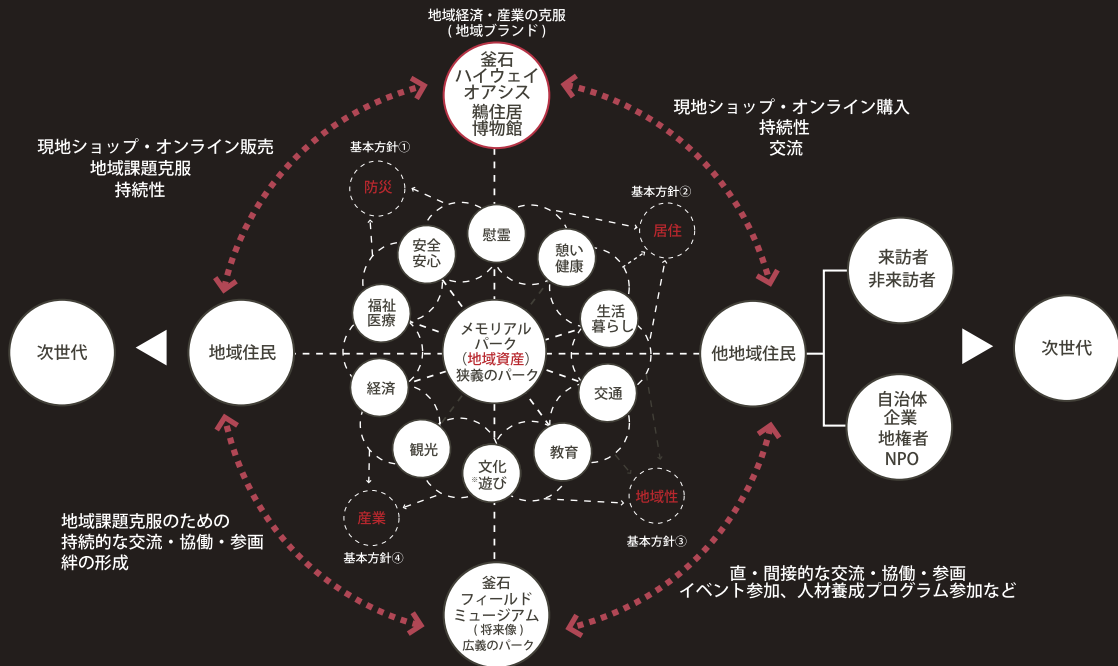 地域経済・産業の克服
(地域ブランド)
釜石
ハイウェイ
オアシス
鵜住居
博物館
現地ショップ・オンライン販売
地域課題克服
持続性
現地ショップ・オンライン購入
持続性
交流
基本方針①
防災
基本方針②
居住
慰霊
安全
安心
憩い
健康
福祉
医療
生活
暮らし
メモリアル
パーク
(地域資産)
狭義のパーク
経済
交通
観光
教育
文化
※遊び
産業
基本方針④
地域性
基本方針③
次世代
地域住民
他地域住民
来訪者
非来訪者
自治体
企業
地権者
NPO
次世代
地域課題克服のための
持続的な交流・協働・参画
絆の形成
釜石
フィールド
ミュージアム
(将来像)
広義のパーク
直・間接的な交流・協働・参画
イベント参加、人材養成プログラム参加など